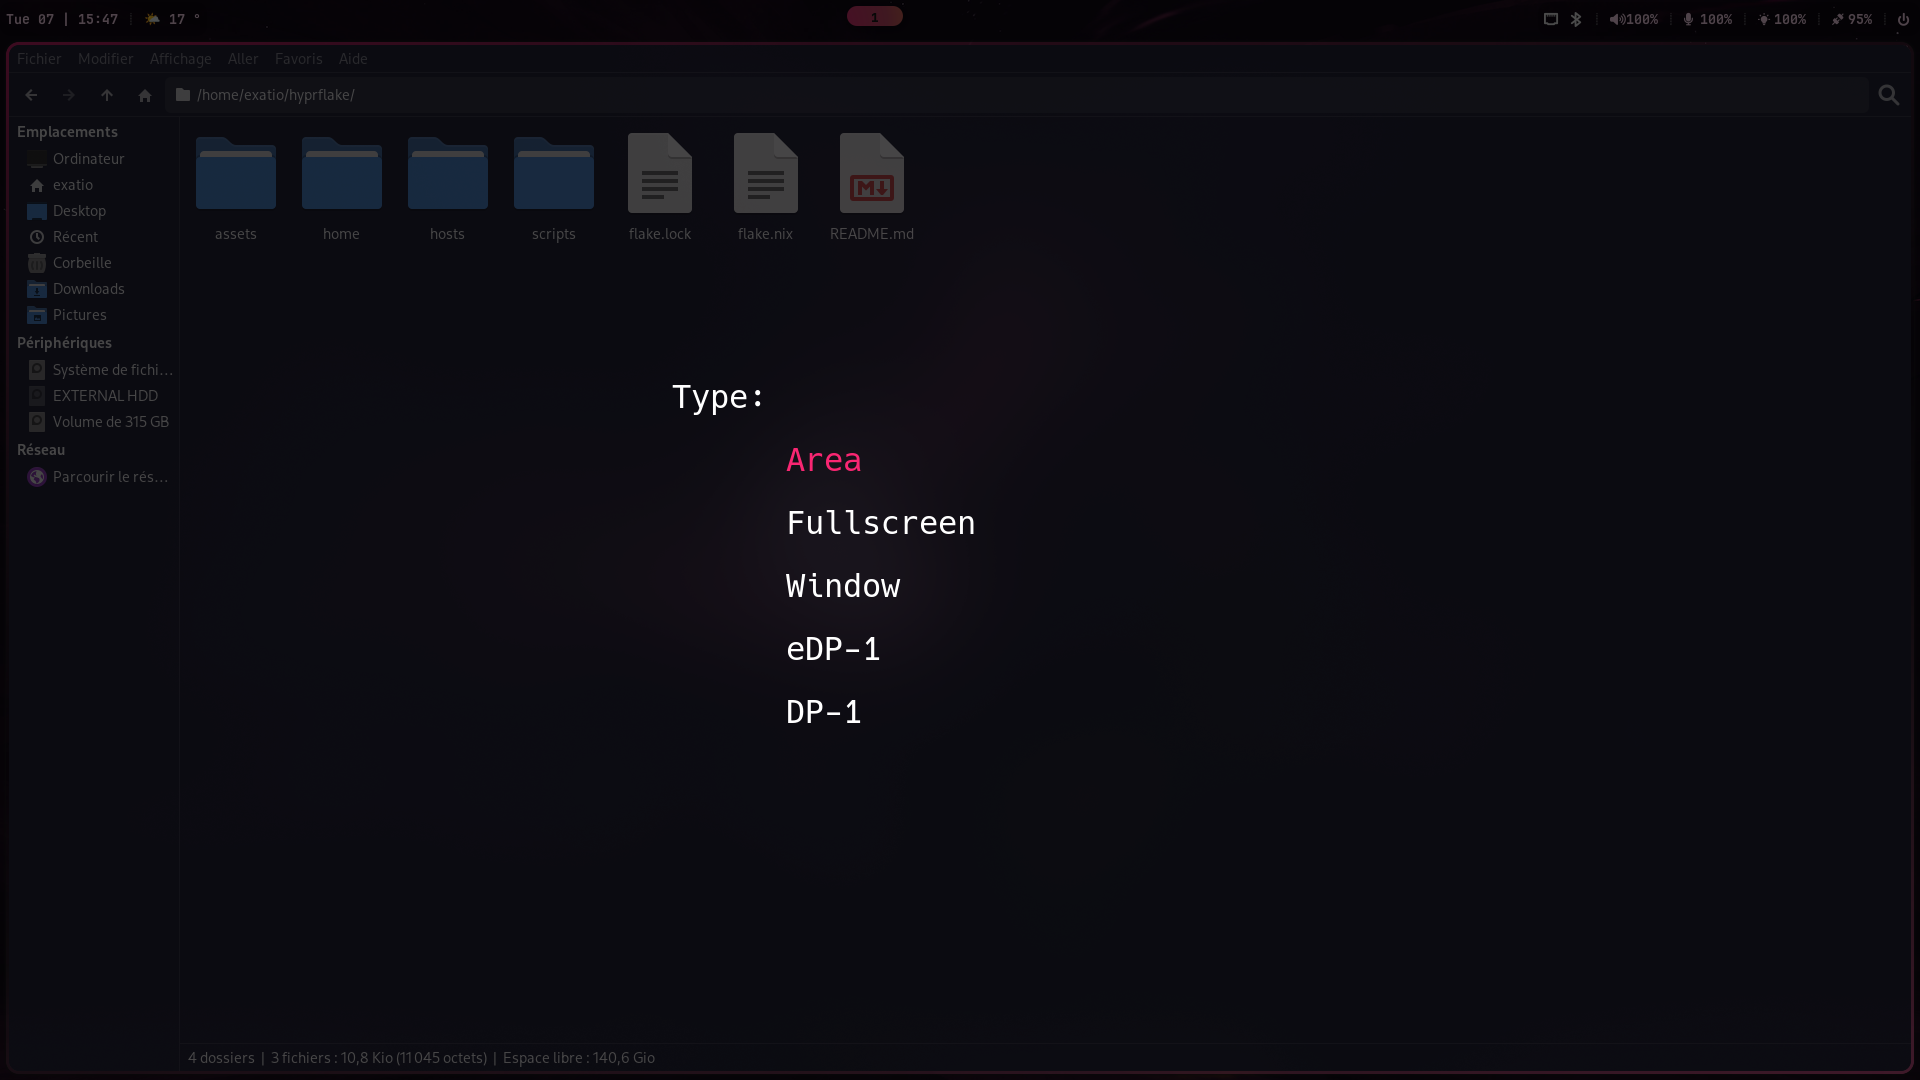 Tue 07 | 15:47 | 17 °
1
100% | 100% | 100% | 95%
Fichier Modifier Affichage Aller Favoris Aide
/home/exatio/hyprflake/
Emplacements
Ordinateur
exatio
Desktop
Récent
Corbeille
Downloads
Pictures
Périphériques
Système de fichi...
EXTERNAL HDD
Volume de 315 GB
Réseau
Parcourir le rés...
assets home hosts scripts flake.lock flake.nix README.md
Type:
Area
Fullscreen
Window
eDP-1
DP-1
4 dossiers | 3 fichiers : 10,8 Kio (11 045 octets) | Espace libre : 140,6 Gio